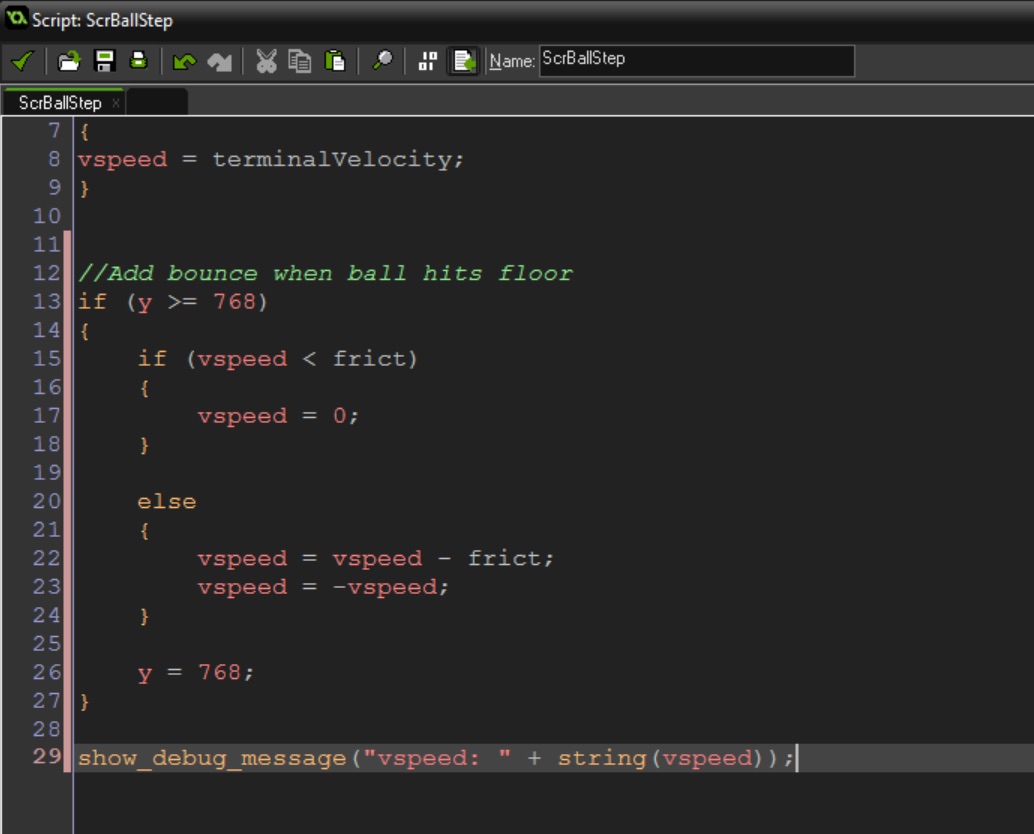 Script: ScrBallStep
Name: ScrBallStep
ScrBallStep ×
7 {
8 vspeed = terminalVelocity;
9 }
10
11
12 //Add bounce when ball hits floor
13 if (y >= 768)
14 {
15     if (vspeed < frict)
16     {
17         vspeed = 0;
18     }
19
20     else
21     {
22         vspeed = vspeed - frict;
23         vspeed = -vspeed;
24     }
25
26     y = 768;
27 }
28
29 show_debug_message("vspeed: " + string(vspeed));